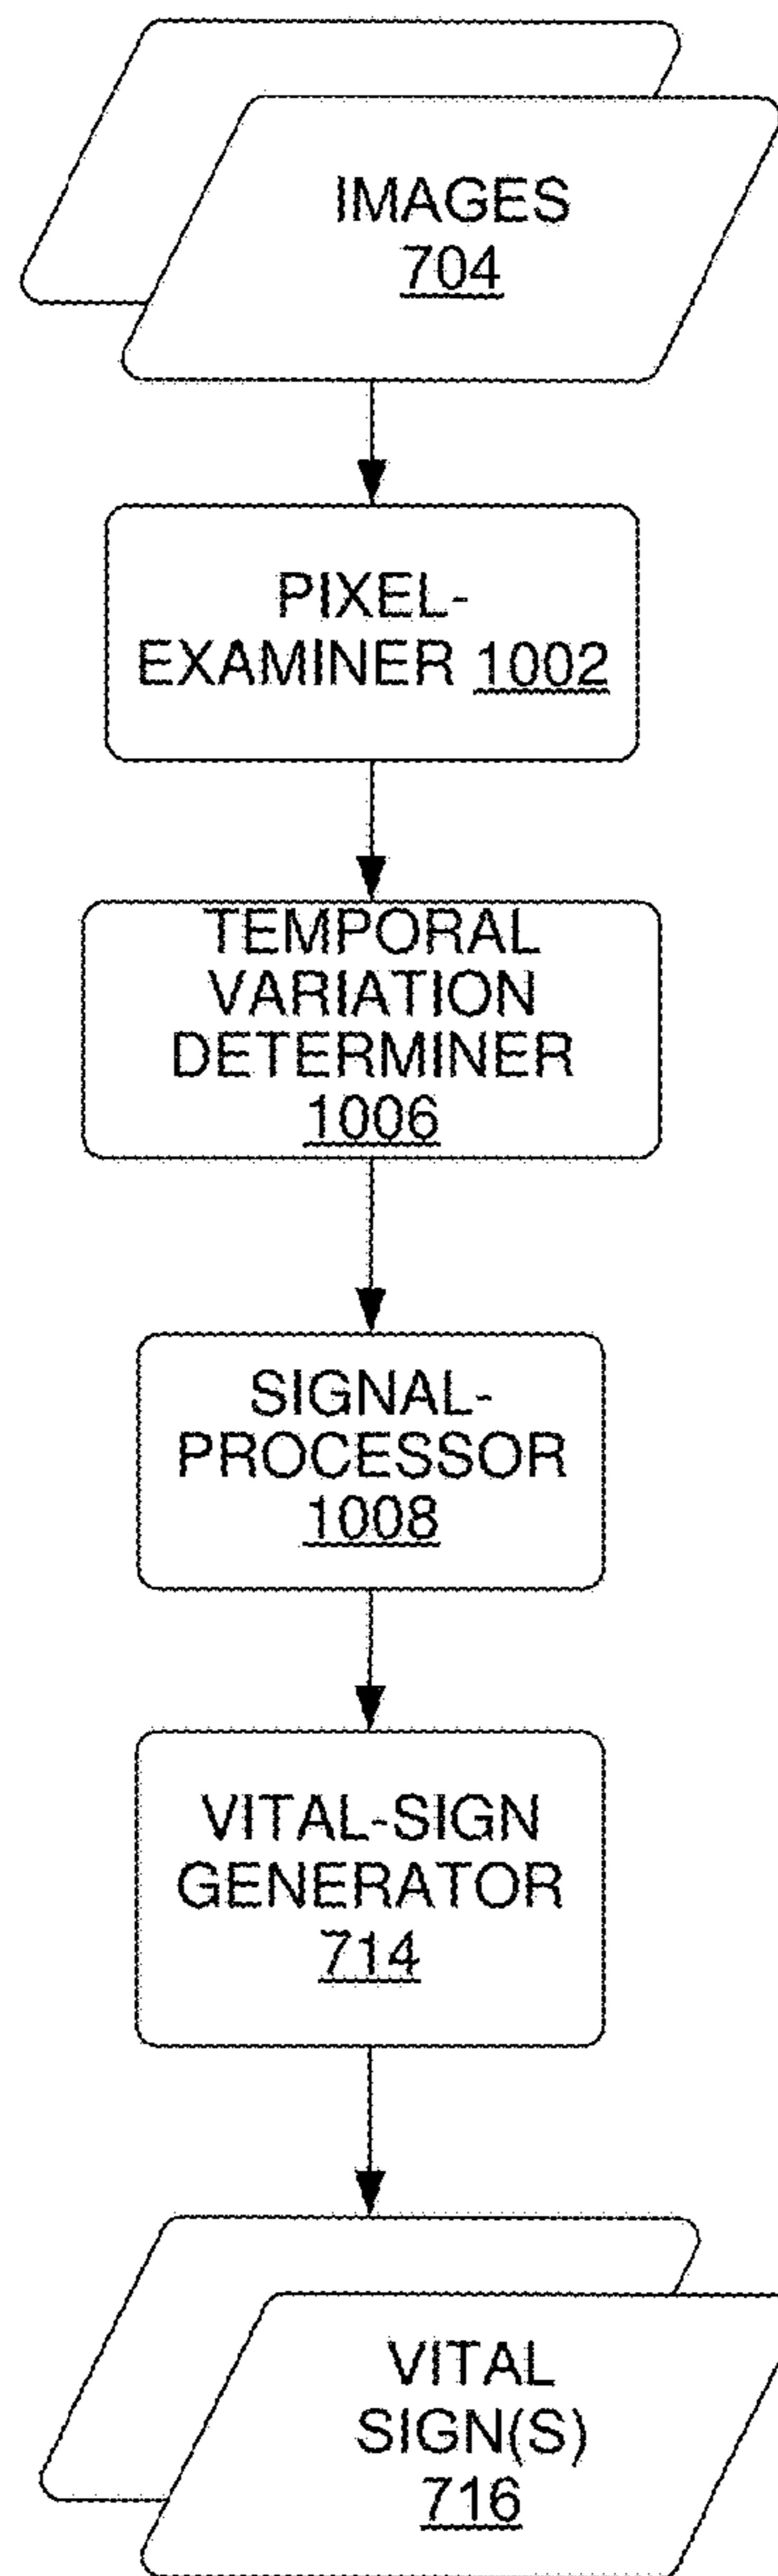 IMAGES
704
PIXEL-
EXAMINER 1002
TEMPORAL
VARIATION
DETERMINER
1006
SIGNAL-
PROCESSOR
1008
VITAL-SIGN
GENERATOR
714
VITAL
SIGN(S)
716